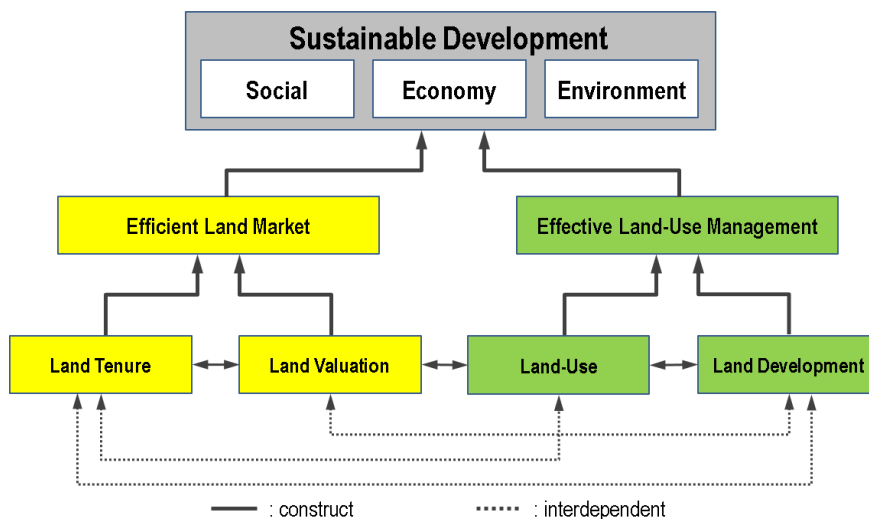 Sustainable Development
Social
Economy
Environment
Efficient Land Market
Effective Land-Use Management
Land Tenure
Land Valuation
Land-Use
Land Development
: construct
: interdependent